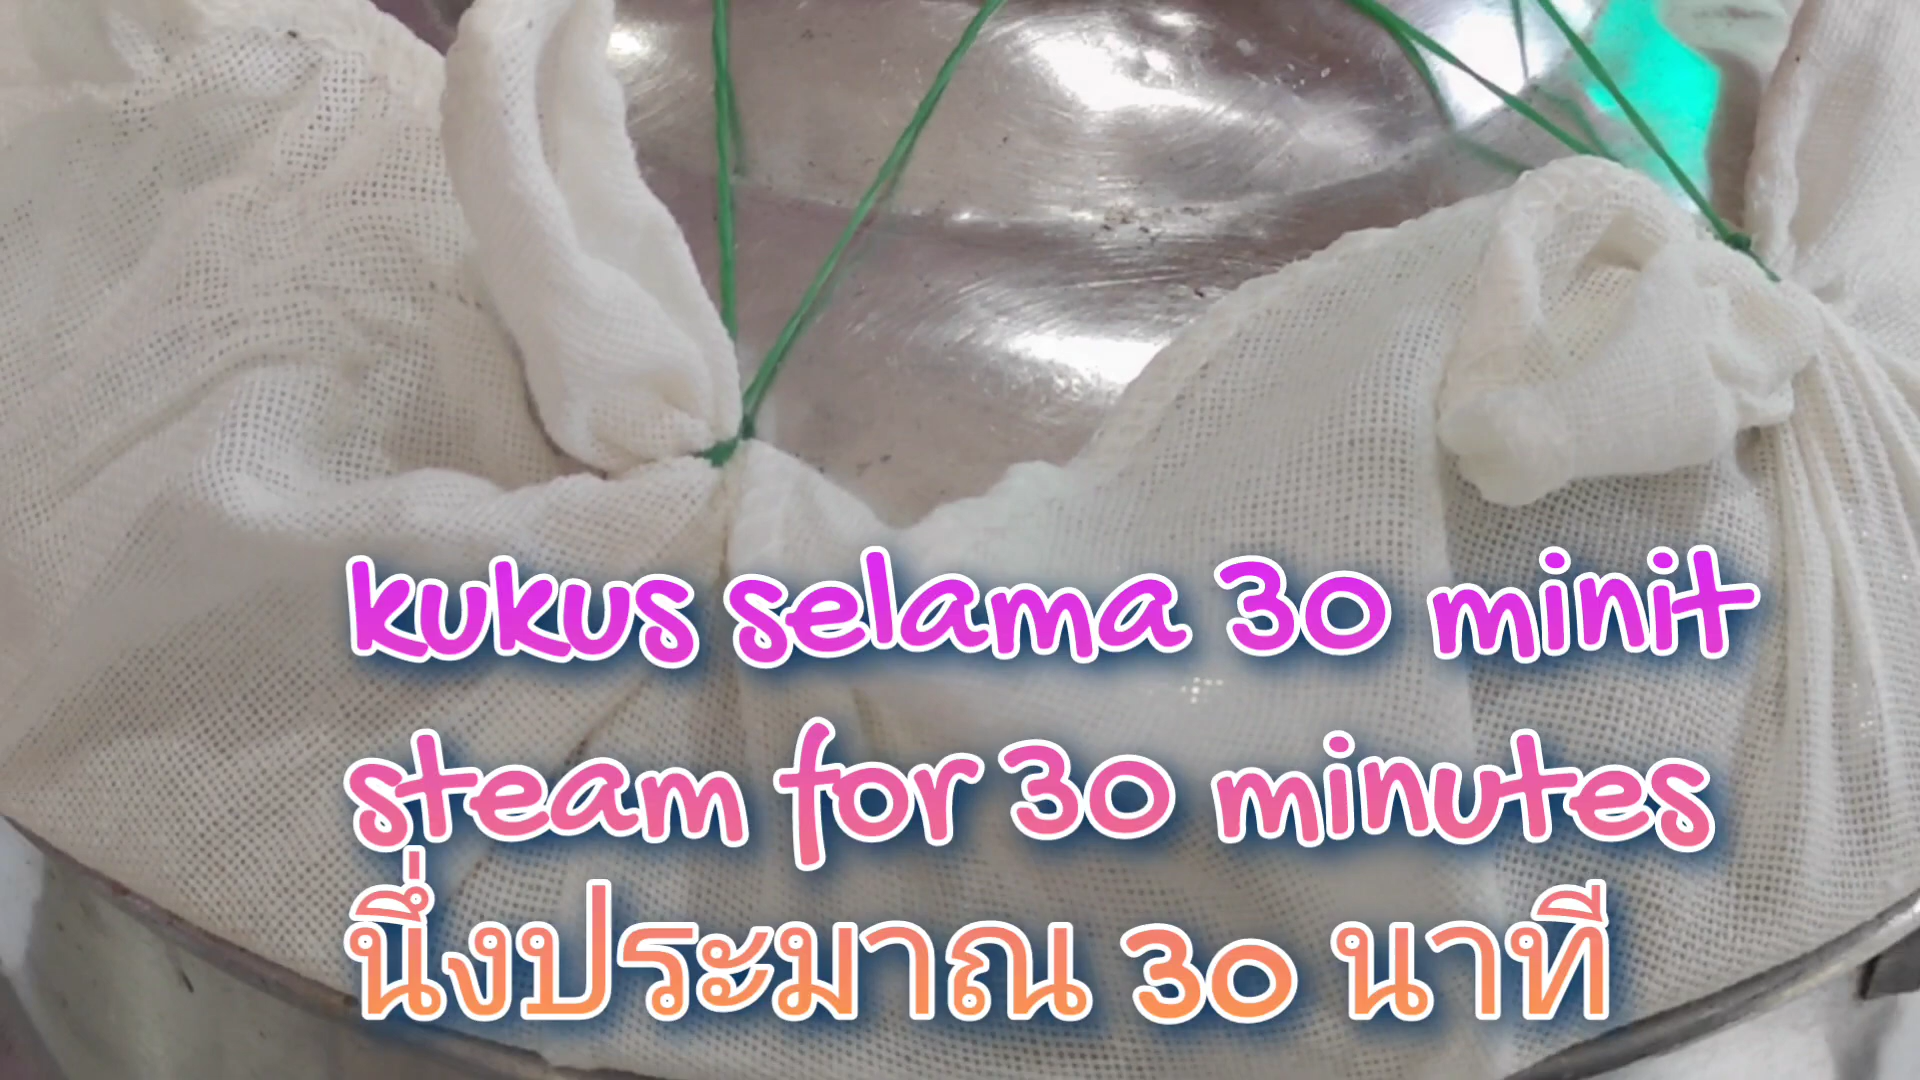 kukus selama 30 minit
steam for 30 minutes
นึ่งประมาณ 30 นาที